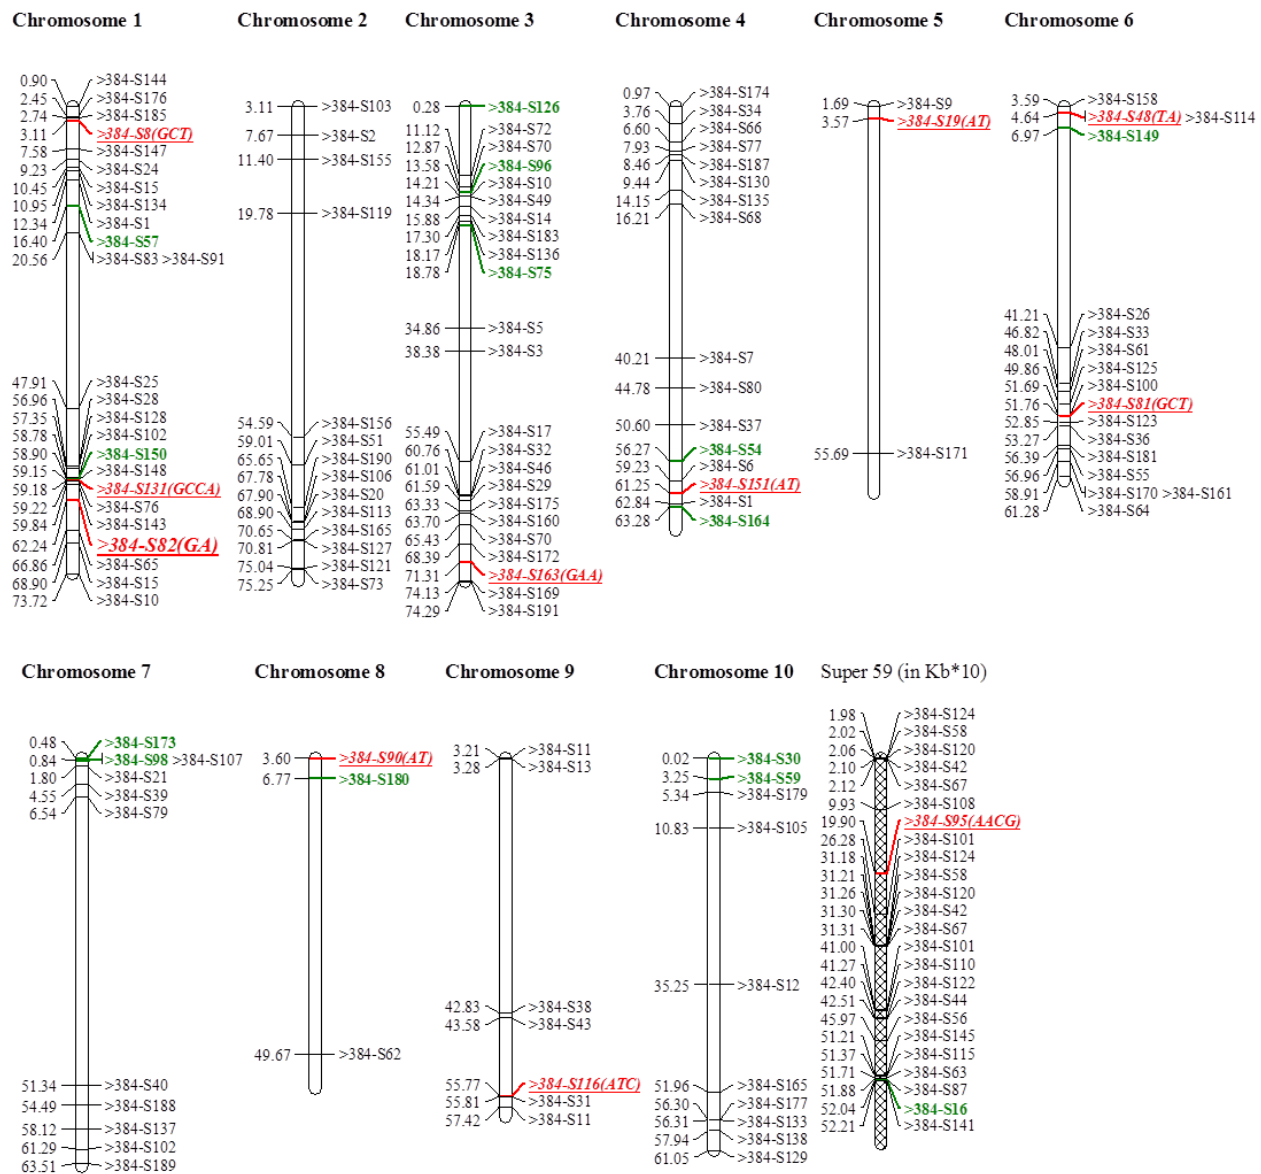 Chromosome 1
0.90 >384-S144
2.45 >384-S176
2.74 >384-S185
3.11 >384-S8(GCT)
7.58 >384-S147
9.23 >384-S24
10.45 >384-S15
10.95 >384-S134
12.34 >384-S1
16.40 >384-S57
20.56 >384-S83 >384-S91
47.91 >384-S25
56.96 >384-S28
57.35 >384-S128
58.78 >384-S102
58.90 >384-S150
59.15 >384-S148
59.18 >384-S131(GCCA)
59.22 >384-S76
59.84 >384-S143
62.24 >384-S82(GA)
66.86 >384-S65
68.90 >384-S15
73.72 >384-S10
Chromosome 2
3.11 >384-S103
7.67 >384-S2
11.40 >384-S155
19.78 >384-S119
54.59 >384-S156
59.01 >384-S51
65.65 >384-S190
67.78 >384-S106
67.90 >384-S20
68.90 >384-S113
70.65 >384-S165
70.81 >384-S127
75.04 >384-S121
75.25 >384-S73
Chromosome 3
0.28 >384-S126
11.12 >384-S72
12.87 >384-S70
13.58 >384-S96
14.21 >384-S10
14.34 >384-S49
15.88 >384-S14
17.30 >384-S183
18.17 >384-S136
18.78 >384-S75
34.86 >384-S5
38.38 >384-S3
55.49 >384-S17
60.76 >384-S32
61.01 >384-S46
61.59 >384-S29
63.33 >384-S175
63.70 >384-S160
65.43 >384-S70
68.39 >384-S172
71.31 >384-S163(GAA)
74.13 >384-S169
74.29 >384-S191
Chromosome 4
0.97 >384-S174
3.76 >384-S34
6.60 >384-S66
7.93 >384-S77
8.46 >384-S187
9.44 >384-S130
14.15 >384-S135
16.21 >384-S68
40.21 >384-S7
44.78 >384-S80
50.60 >384-S37
56.27 >384-S54
59.23 >384-S6
61.25 >384-S151(AT)
62.84 >384-S1
63.28 >384-S164
Chromosome 5
1.69 >384-S9
3.57 >384-S19(AT)
55.69 >384-S171
Chromosome 6
3.59 >384-S158
4.64 >384-S48(TA) >384-S114
6.97 >384-S149
41.21 >384-S26
46.82 >384-S33
48.01 >384-S61
49.86 >384-S125
51.69 >384-S100
51.76 >384-S81(GCT)
52.85 >384-S123
53.27 >384-S36
56.39 >384-S181
56.96 >384-S55
58.91 >384-S170 >384-S161
61.28 >384-S64
Chromosome 7
0.48 >384-S173
0.84 >384-S98 >384-S107
1.80 >384-S21
4.55 >384-S39
6.54 >384-S79
51.34 >384-S40
54.49 >384-S188
58.12 >384-S137
61.29 >384-S102
63.51 >384-S189
Chromosome 8
3.60 >384-S90(AT)
6.77 >384-S180
49.67 >384-S62
Chromosome 9
3.21 >384-S11
3.28 >384-S13
42.83 >384-S38
43.58 >384-S43
55.77 >384-S116(ATC)
55.81 >384-S31
57.42 >384-S11
Chromosome 10
0.02 >384-S30
3.25 >384-S59
5.34 >384-S179
10.83 >384-S105
35.25 >384-S12
51.96 >384-S165
56.30 >384-S177
56.31 >384-S133
57.94 >384-S138
61.05 >384-S129
Super 59 (in Kb*10)
1.98 >384-S124
2.02 >384-S58
2.06 >384-S120
2.10 >384-S42
2.12 >384-S67
9.93 >384-S108
19.90 >384-S95(AACG)
26.28 >384-S101
31.18 >384-S124
31.21 >384-S58
31.26 >384-S120
31.30 >384-S42
31.31 >384-S67
41.00 >384-S101
41.27 >384-S110
42.40 >384-S122
42.51 >384-S44
45.97 >384-S56
51.21 >384-S145
51.37 >384-S115
51.71 >384-S63
51.88 >384-S87
52.04 >384-S16
52.21 >384-S141